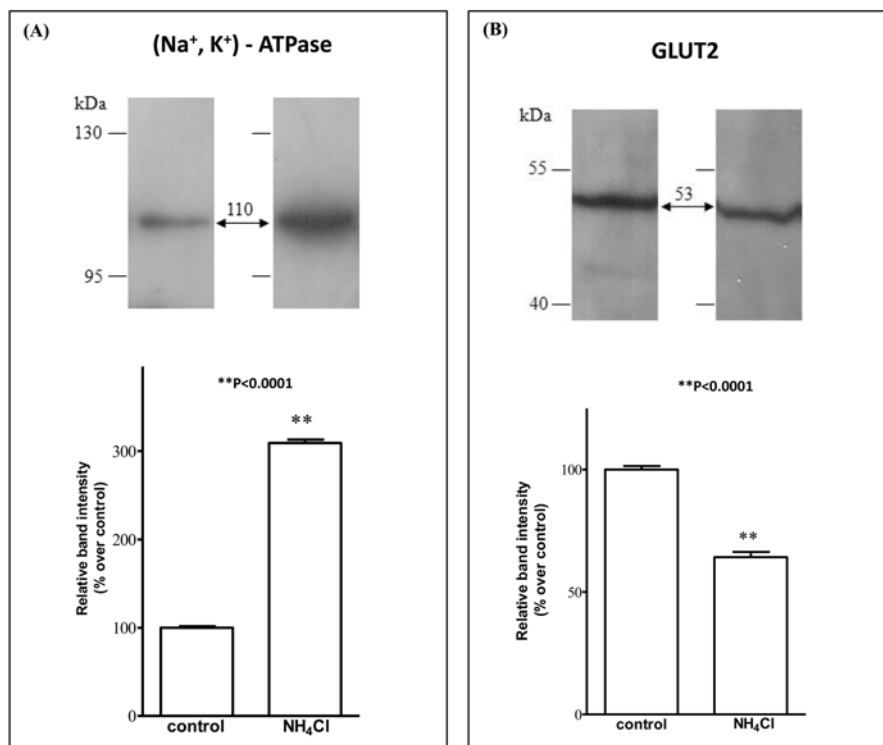 (A)
(Na⁺, K⁺) - ATPase
kDa
130
110
95
**P<0.0001
**
300
200
100
0
Relative band intensity
(% over control)
control NH₄Cl
(B)
GLUT2
kDa
55
53
40
**P<0.0001
**
100
50
0
Relative band intensity
(% over control)
control NH₄Cl